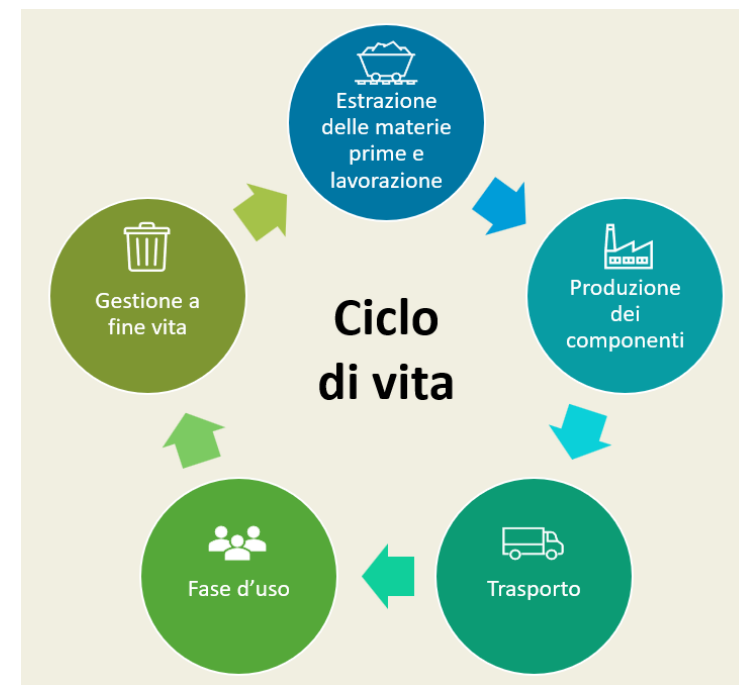 Estrazione
delle materie
prime e
lavorazione
Produzione
dei
componenti
Trasporto
Fase d’uso
Gestione a
fine vita
Ciclo
di vita